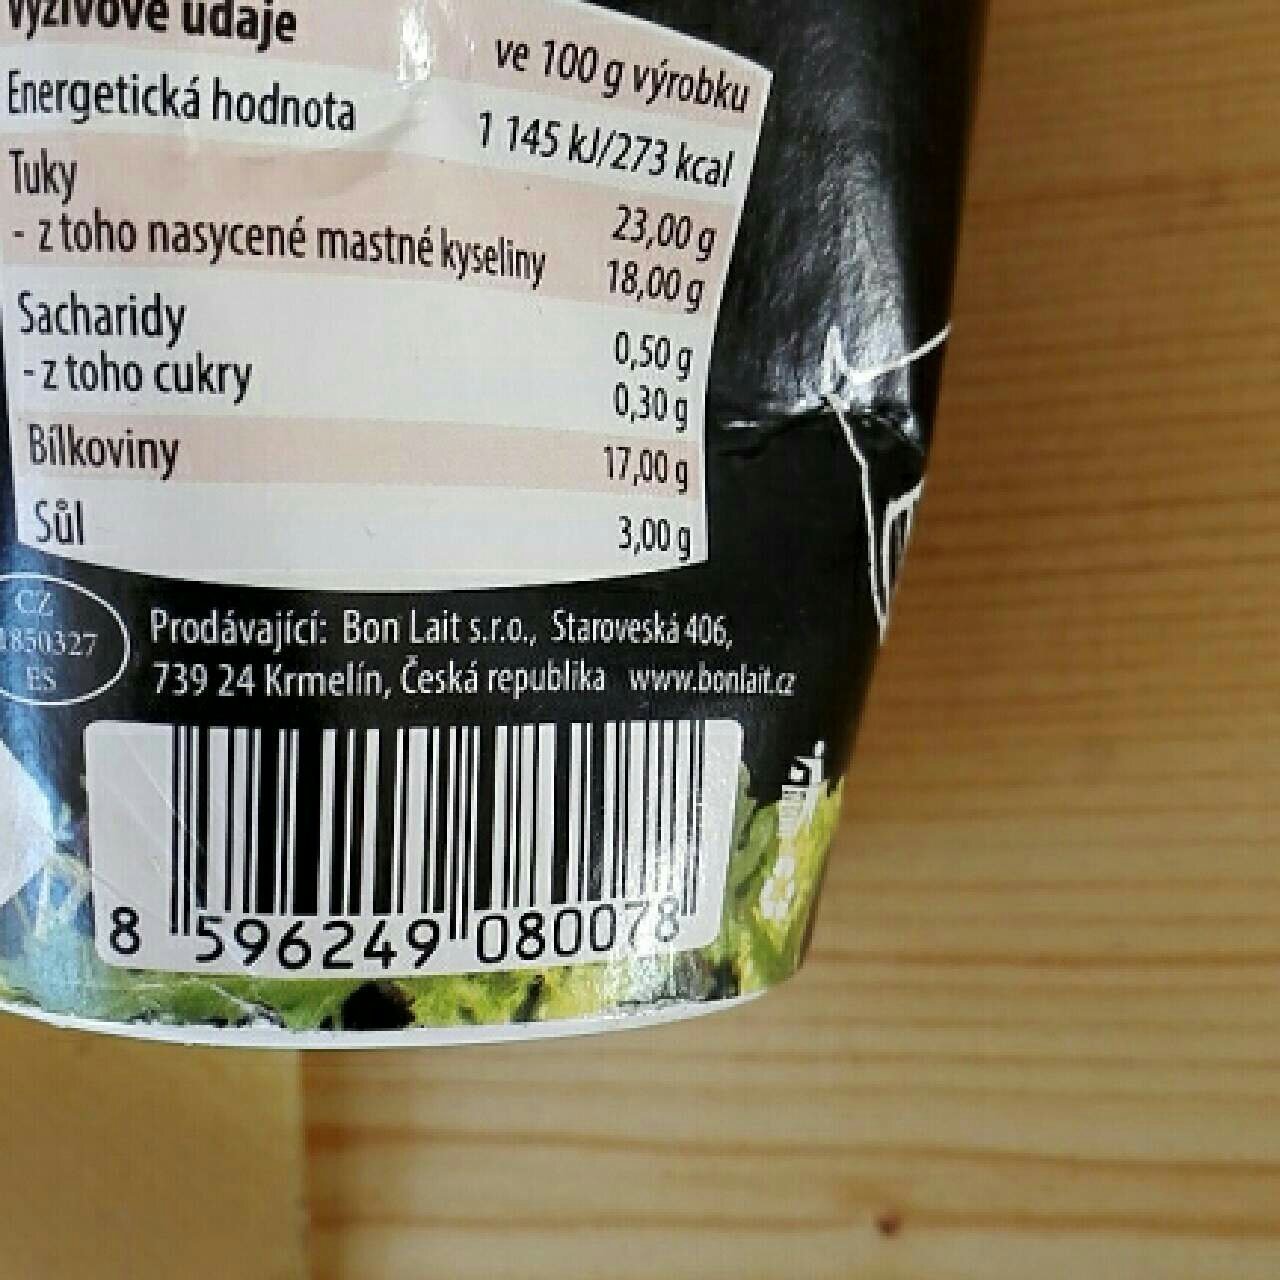 Výživové údaje ve 100 g výrobku
Energetická hodnota 1 145 kJ/273 kcal
Tuky 23,00 g
- z toho nasycené mastné kyseliny 18,00 g
Sacharidy 0,50 g
- z toho cukry 0,30 g
Bílkoviny 17,00 g
Sůl 3,00 g
CZ
1850327
ES
Prodávající: Bon Lait s.r.o., Staroveská 406,
739 24 Krmelín, Česká republika www.bonlait.cz
8 596249 080078